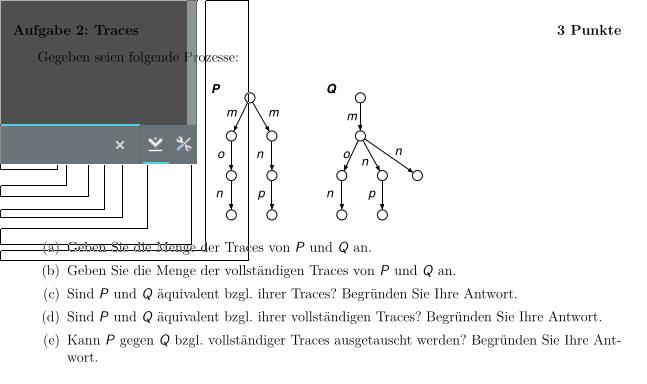 Aufgabe 2: Traces 3 Punkte
Gegeben seien folgende Prozesse:
P Q
m m m
o n o n n
n p n p
(a) Geben Sie die Menge der Traces von P und Q an.
(b) Geben Sie die Menge der vollständigen Traces von P und Q an.
(c) Sind P und Q äquivalent bzgl. ihrer Traces? Begründen Sie Ihre Antwort.
(d) Sind P und Q äquivalent bzgl. ihrer vollständigen Traces? Begründen Sie Ihre Antwort.
(e) Kann P gegen Q bzgl. vollständiger Traces ausgetauscht werden? Begründen Sie Ihre Ant-
wort.